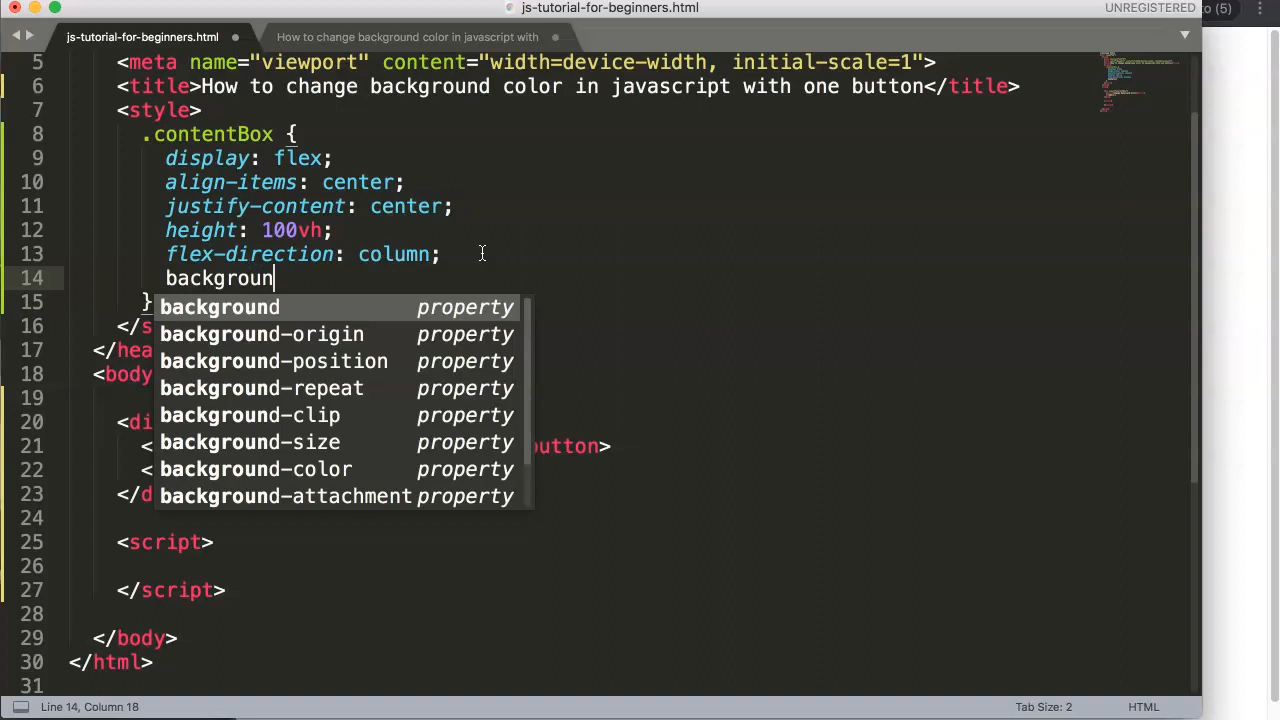 js-tutorial-for-beginners.html
UNREGISTERED
to (5)
js-tutorial-for-beginners.html
How to change background color in javascript with
5 <meta name="viewport" content="width=device-width, initial-scale=1">
6 <title>How to change background color in javascript with one button</title>
7 <style>
8 .contentBox {
9 display: flex;
10 align-items: center;
11 justify-content: center;
12 height: 100vh;
13 flex-direction: column;
14 backgroun
15 }
background property
16 </s
background-origin property
17 </hea
background-position property
18 <body
background-repeat property
19
background-clip property
20 <di
background-size property
21 < button>
background-color property
22 <
background-attachment property
23 </d
24
25 <script>
26
27 </script>
28
29 </body>
30 </html>
31
Line 14, Column 18
Tab Size: 2
HTML